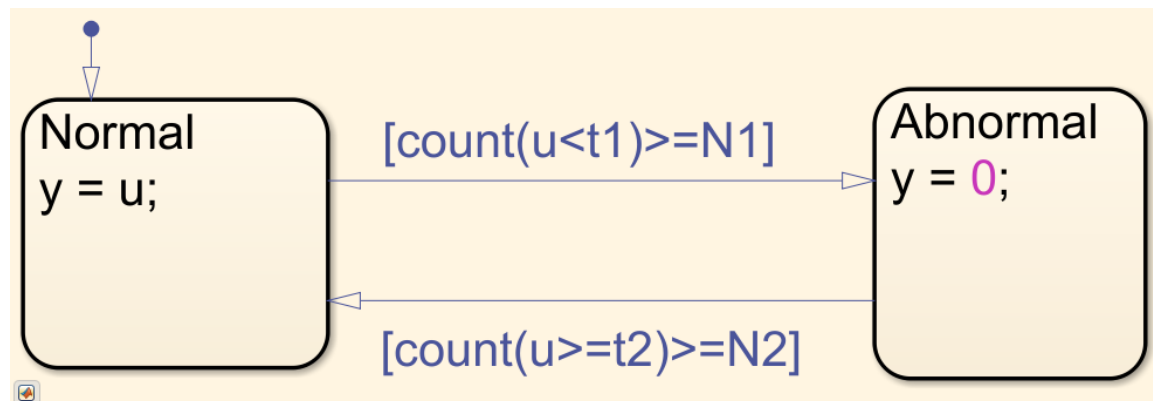 Normal
y = u;
[count(u<t1)>=N1]
Abnormal
y = 0;
[count(u>=t2)>=N2]